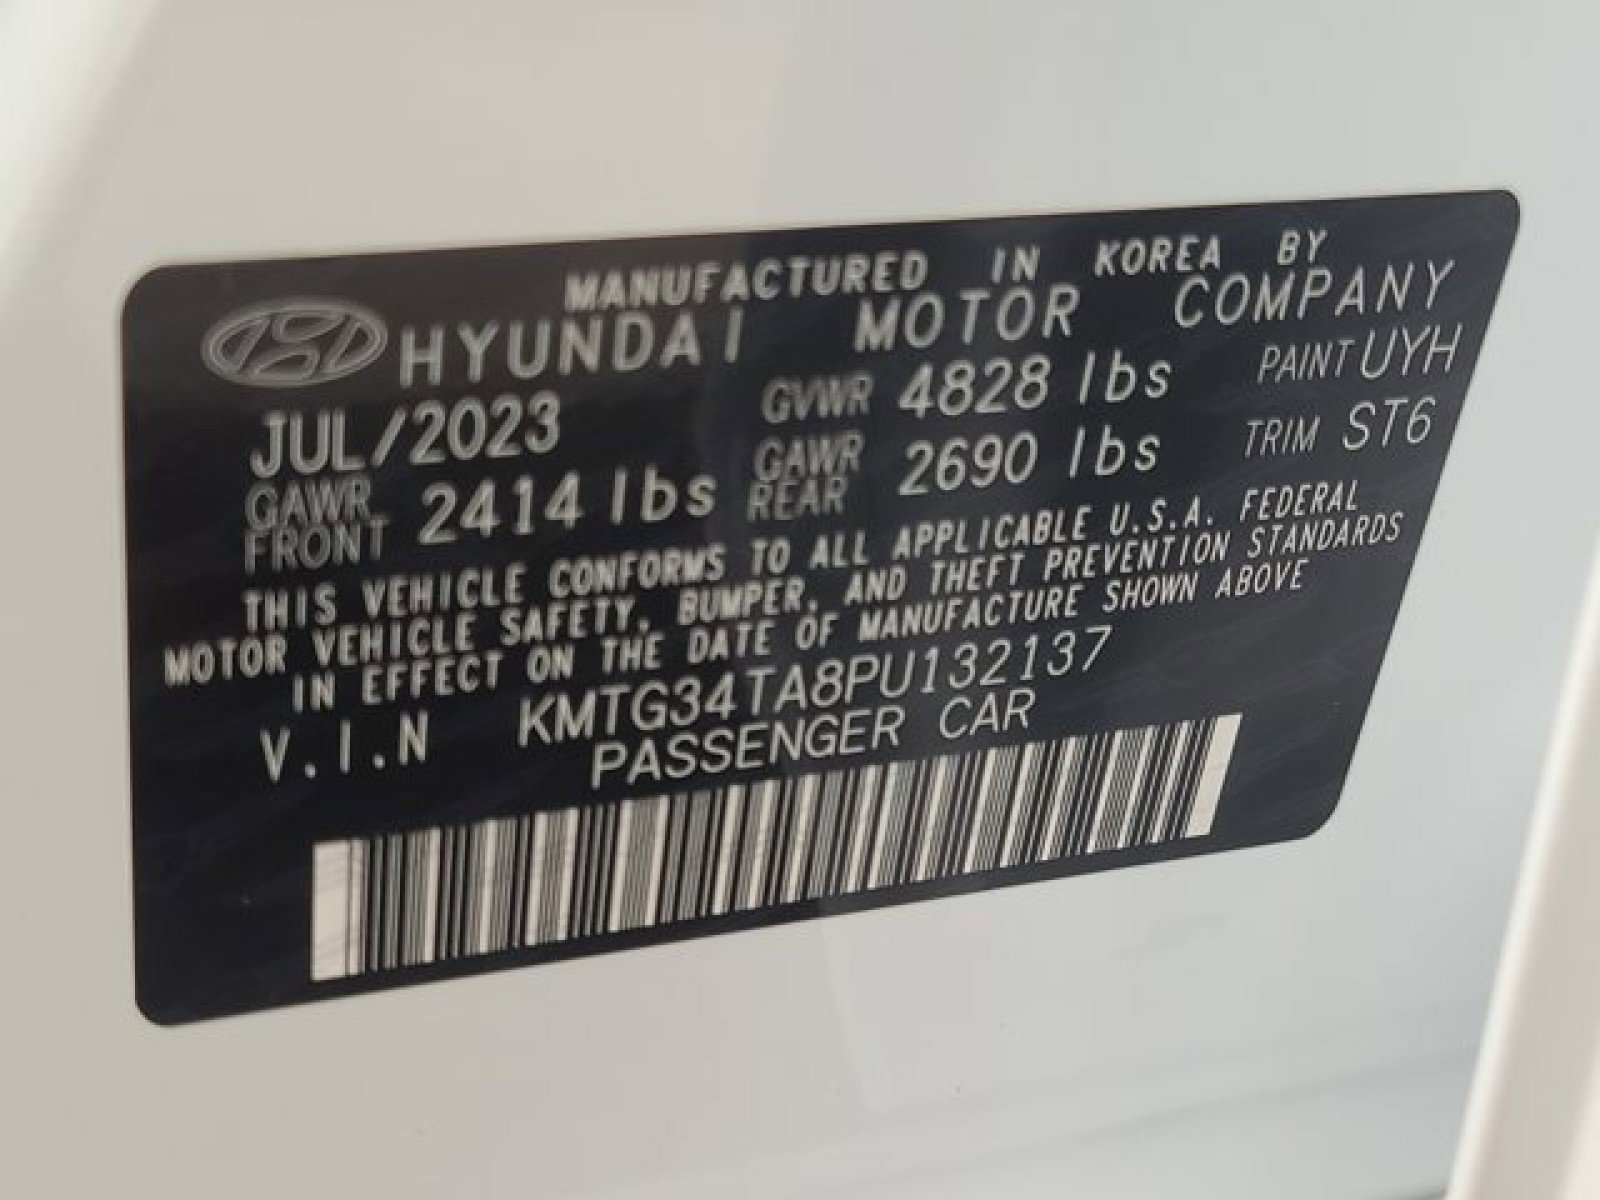 MANUFACTURED IN KOREA BY
HYUNDAI MOTOR COMPANY
JUL/2023 GVWR 4828 lbs PAINT UYH
GAWR FRONT 2414 lbs GAWR REAR 2690 lbs TRIM ST6
THIS VEHICLE CONFORMS TO ALL APPLICABLE U.S.A. FEDERAL
MOTOR VEHICLE SAFETY, BUMPER, AND THEFT PREVENTION STANDARDS
IN EFFECT ON THE DATE OF MANUFACTURE SHOWN ABOVE
V.I.N KMTG34TA8PU132137
PASSENGER CAR